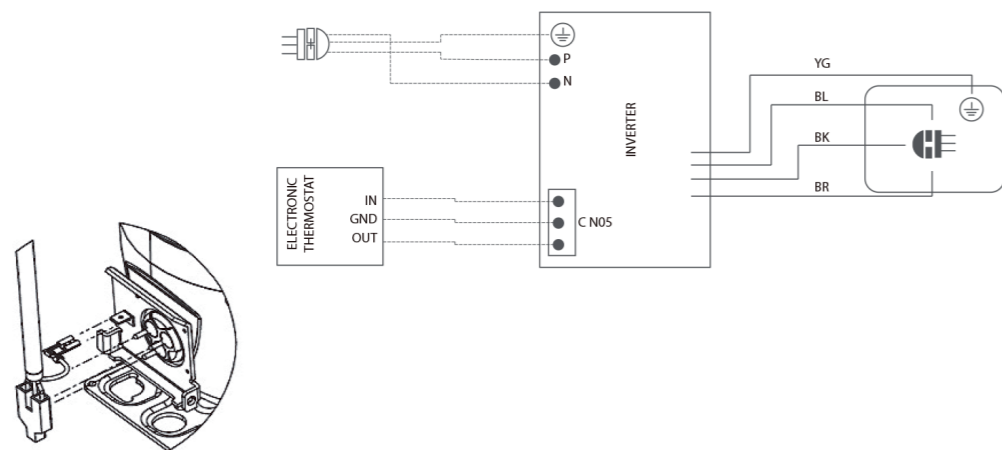 P
N
INVERTER
YG
BL
BK
BR
ELECTRONIC
THERMOSTAT
IN
GND
OUT
C N05